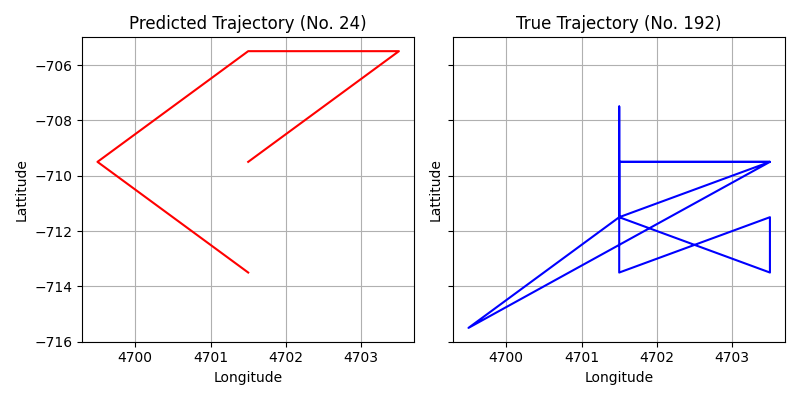 Predicted Trajectory (No. 24)
True Trajectory (No. 192)
Lattitude
−706
−708
−710
−712
−714
−716
4700
4701
4702
4703
Longitude
Lattitude
4700
4701
4702
4703
Longitude